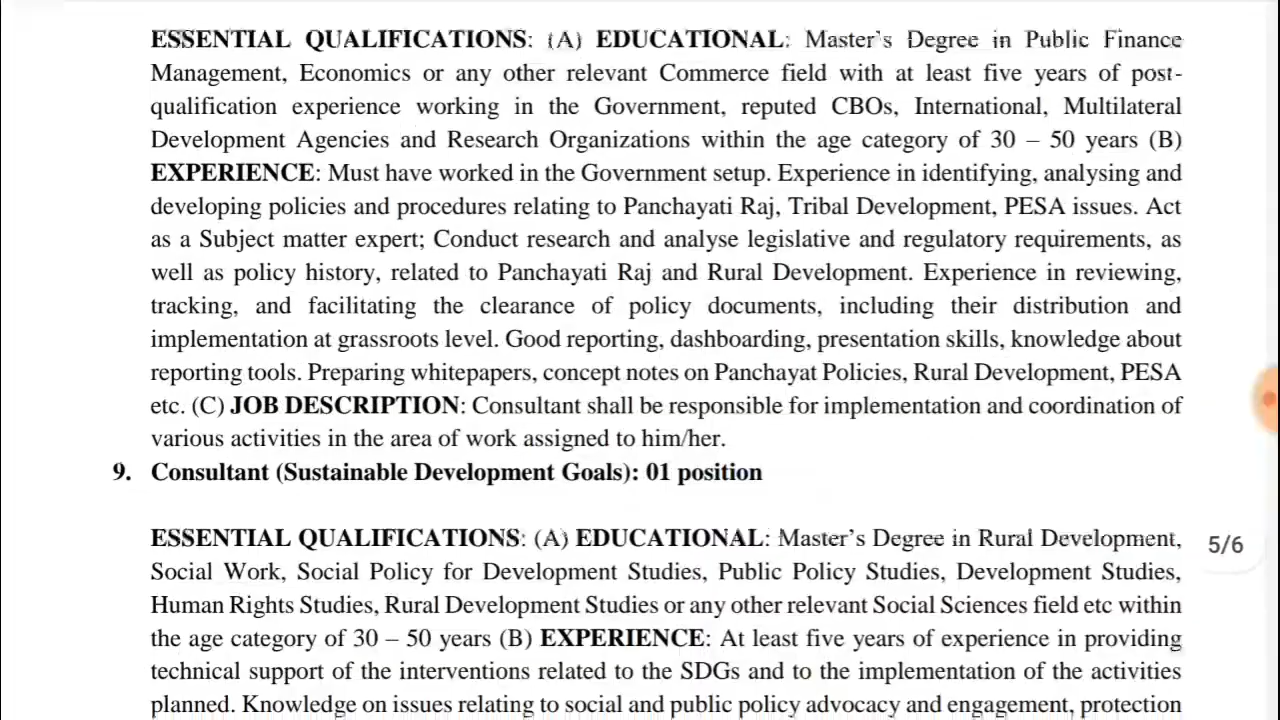 ESSENTIAL QUALIFICATIONS: (A) EDUCATIONAL: Master's Degree in Public Finance
Management, Economics or any other relevant Commerce field with at least five years of post-
qualification experience working in the Government, reputed CBOs, International, Multilateral
Development Agencies and Research Organizations within the age category of 30 – 50 years (B)
EXPERIENCE: Must have worked in the Government setup. Experience in identifying, analysing and
developing policies and procedures relating to Panchayati Raj, Tribal Development, PESA issues. Act
as a Subject matter expert; Conduct research and analyse legislative and regulatory requirements, as
well as policy history, related to Panchayati Raj and Rural Development. Experience in reviewing,
tracking, and facilitating the clearance of policy documents, including their distribution and
implementation at grassroots level. Good reporting, dashboarding, presentation skills, knowledge about
reporting tools. Preparing whitepapers, concept notes on Panchayat Policies, Rural Development, PESA
etc. (C) JOB DESCRIPTION: Consultant shall be responsible for implementation and coordination of
various activities in the area of work assigned to him/her.
9. Consultant (Sustainable Development Goals): 01 position
ESSENTIAL QUALIFICATIONS: (A) EDUCATIONAL: Master's Degree in Rural Development,
5/6
Social Work, Social Policy for Development Studies, Public Policy Studies, Development Studies,
Human Rights Studies, Rural Development Studies or any other relevant Social Sciences field etc within
the age category of 30 – 50 years (B) EXPERIENCE: At least five years of experience in providing
technical support of the interventions related to the SDGs and to the implementation of the activities
planned. Knowledge on issues relating to social and public policy advocacy and engagement, protection